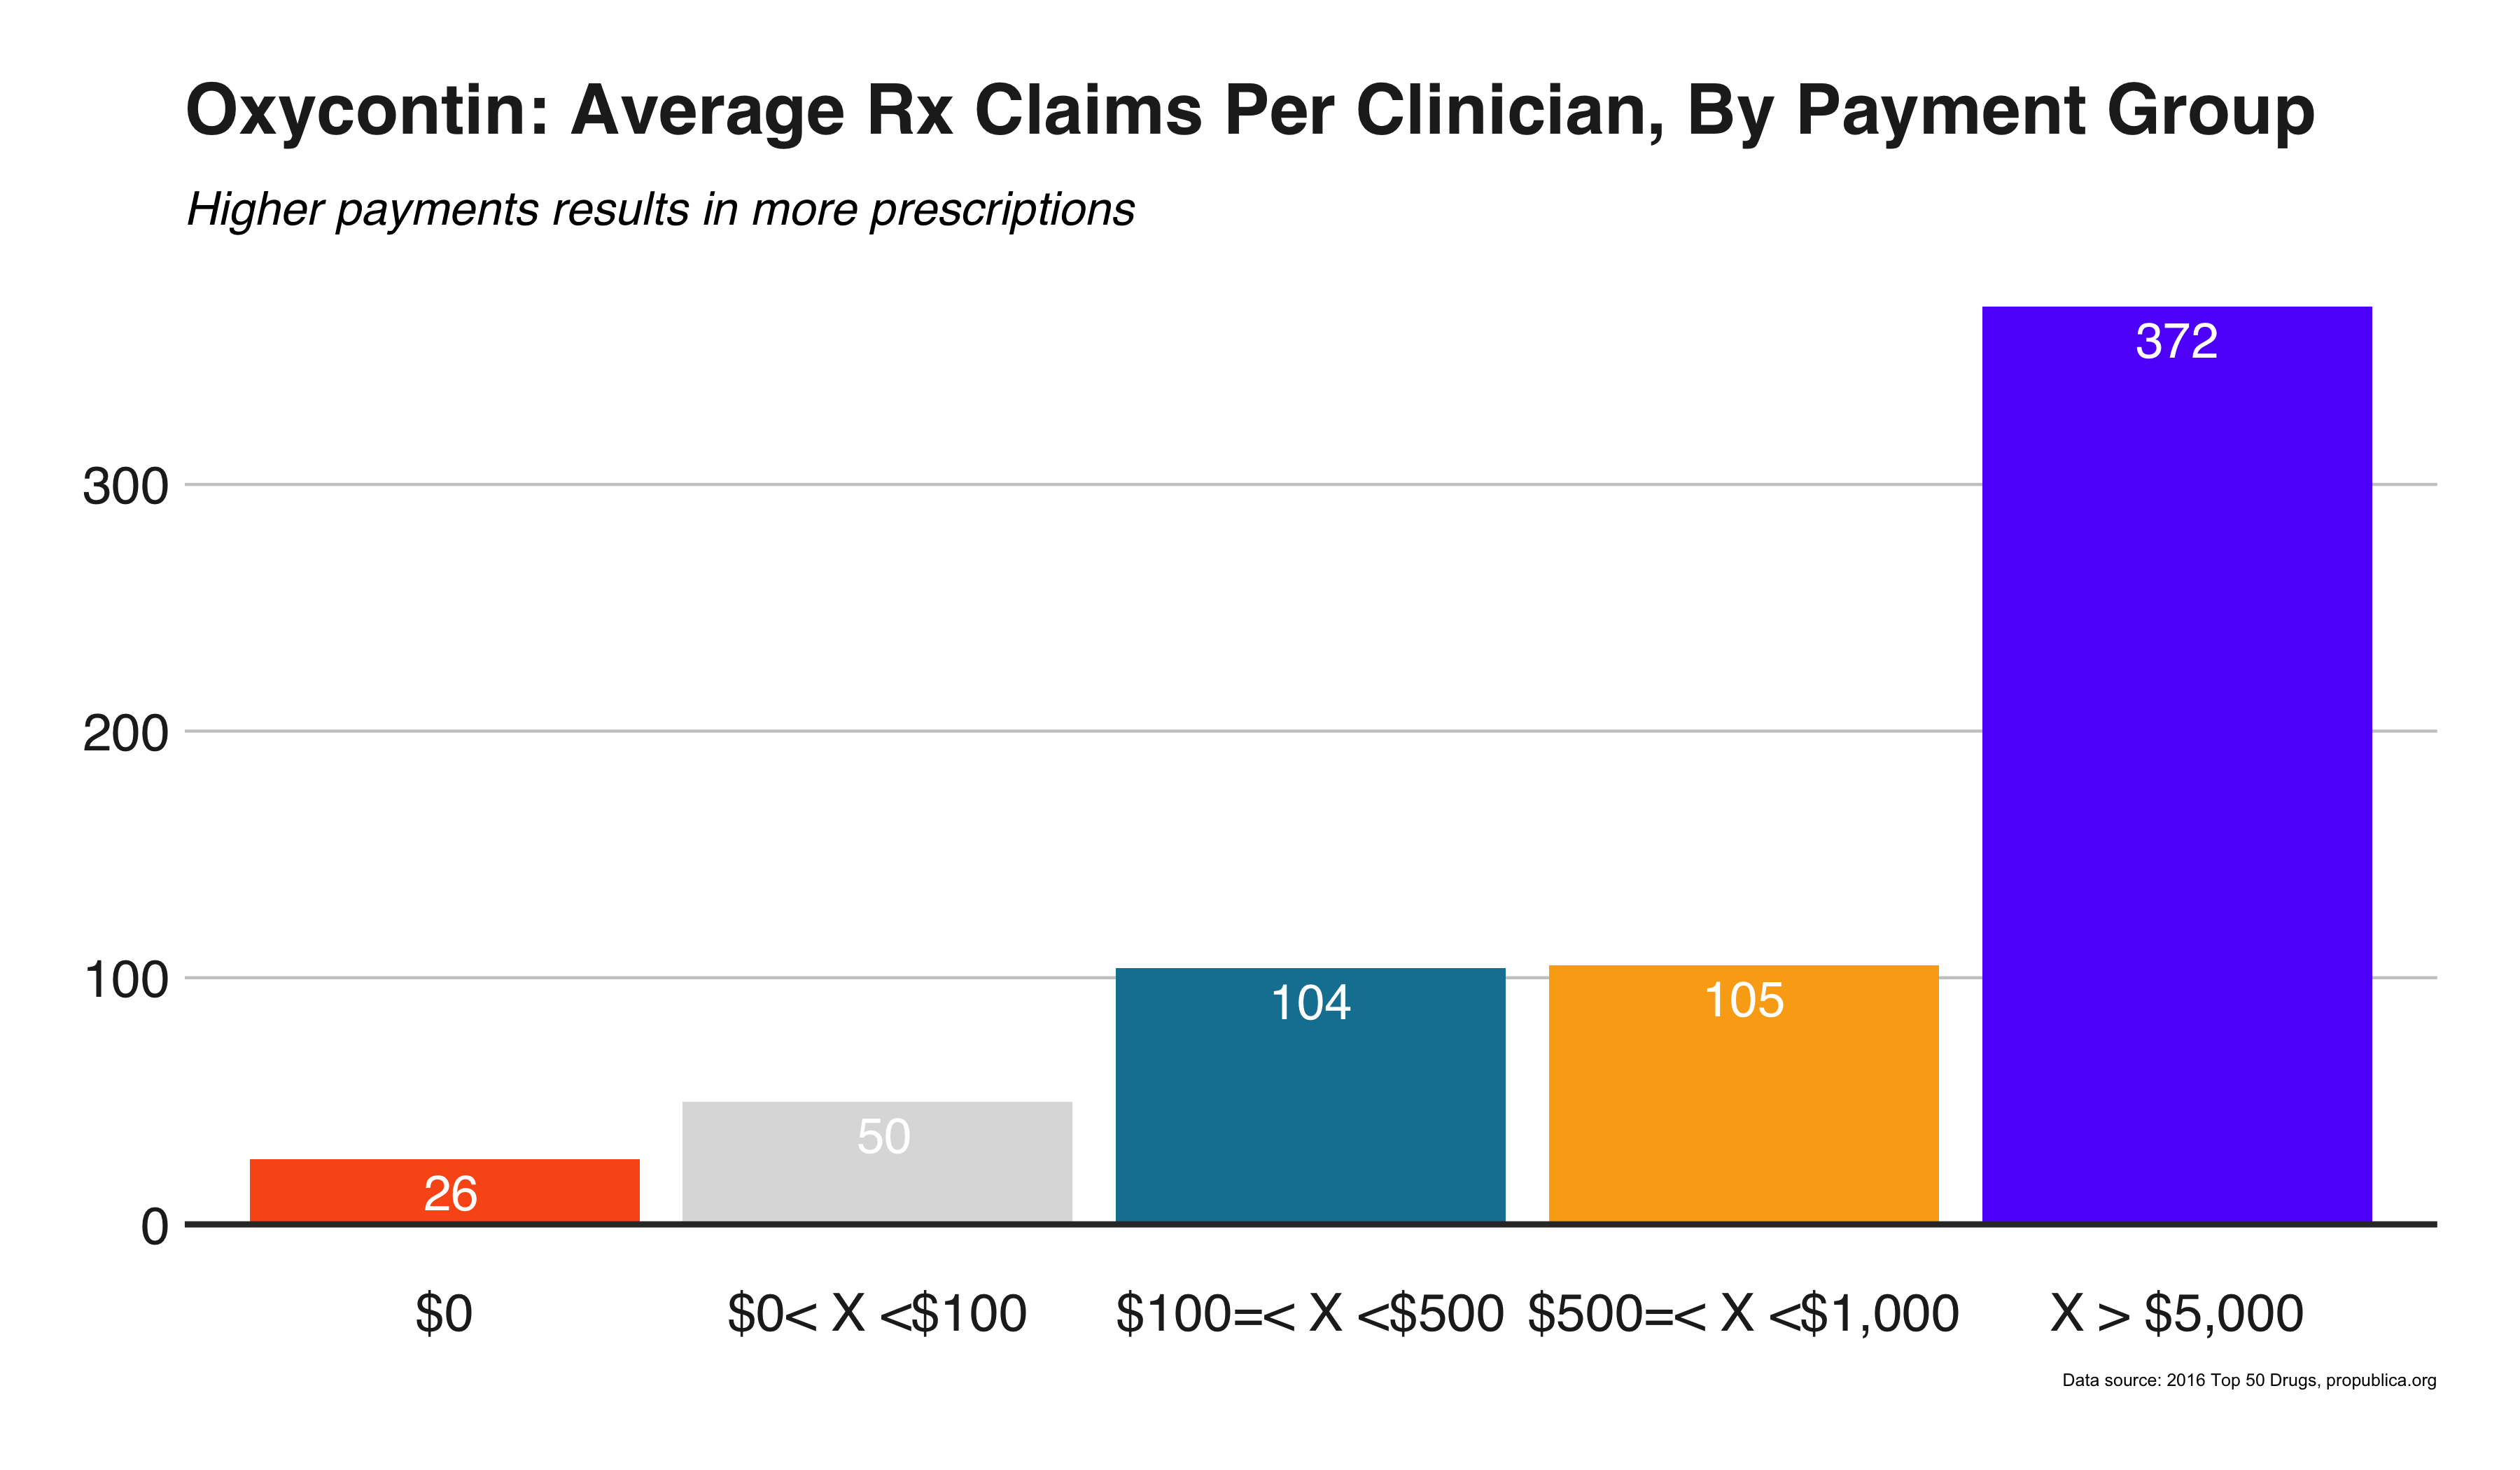 Oxycontin: Average Rx Claims Per Clinician, By Payment Group
Higher payments results in more prescriptions
372
300
200
100
104
105
50
26
0
$0
$0< X <$100
$100=< X <$500
$500=< X <$1,000
X > $5,000
Data source: 2016 Top 50 Drugs, propublica.org